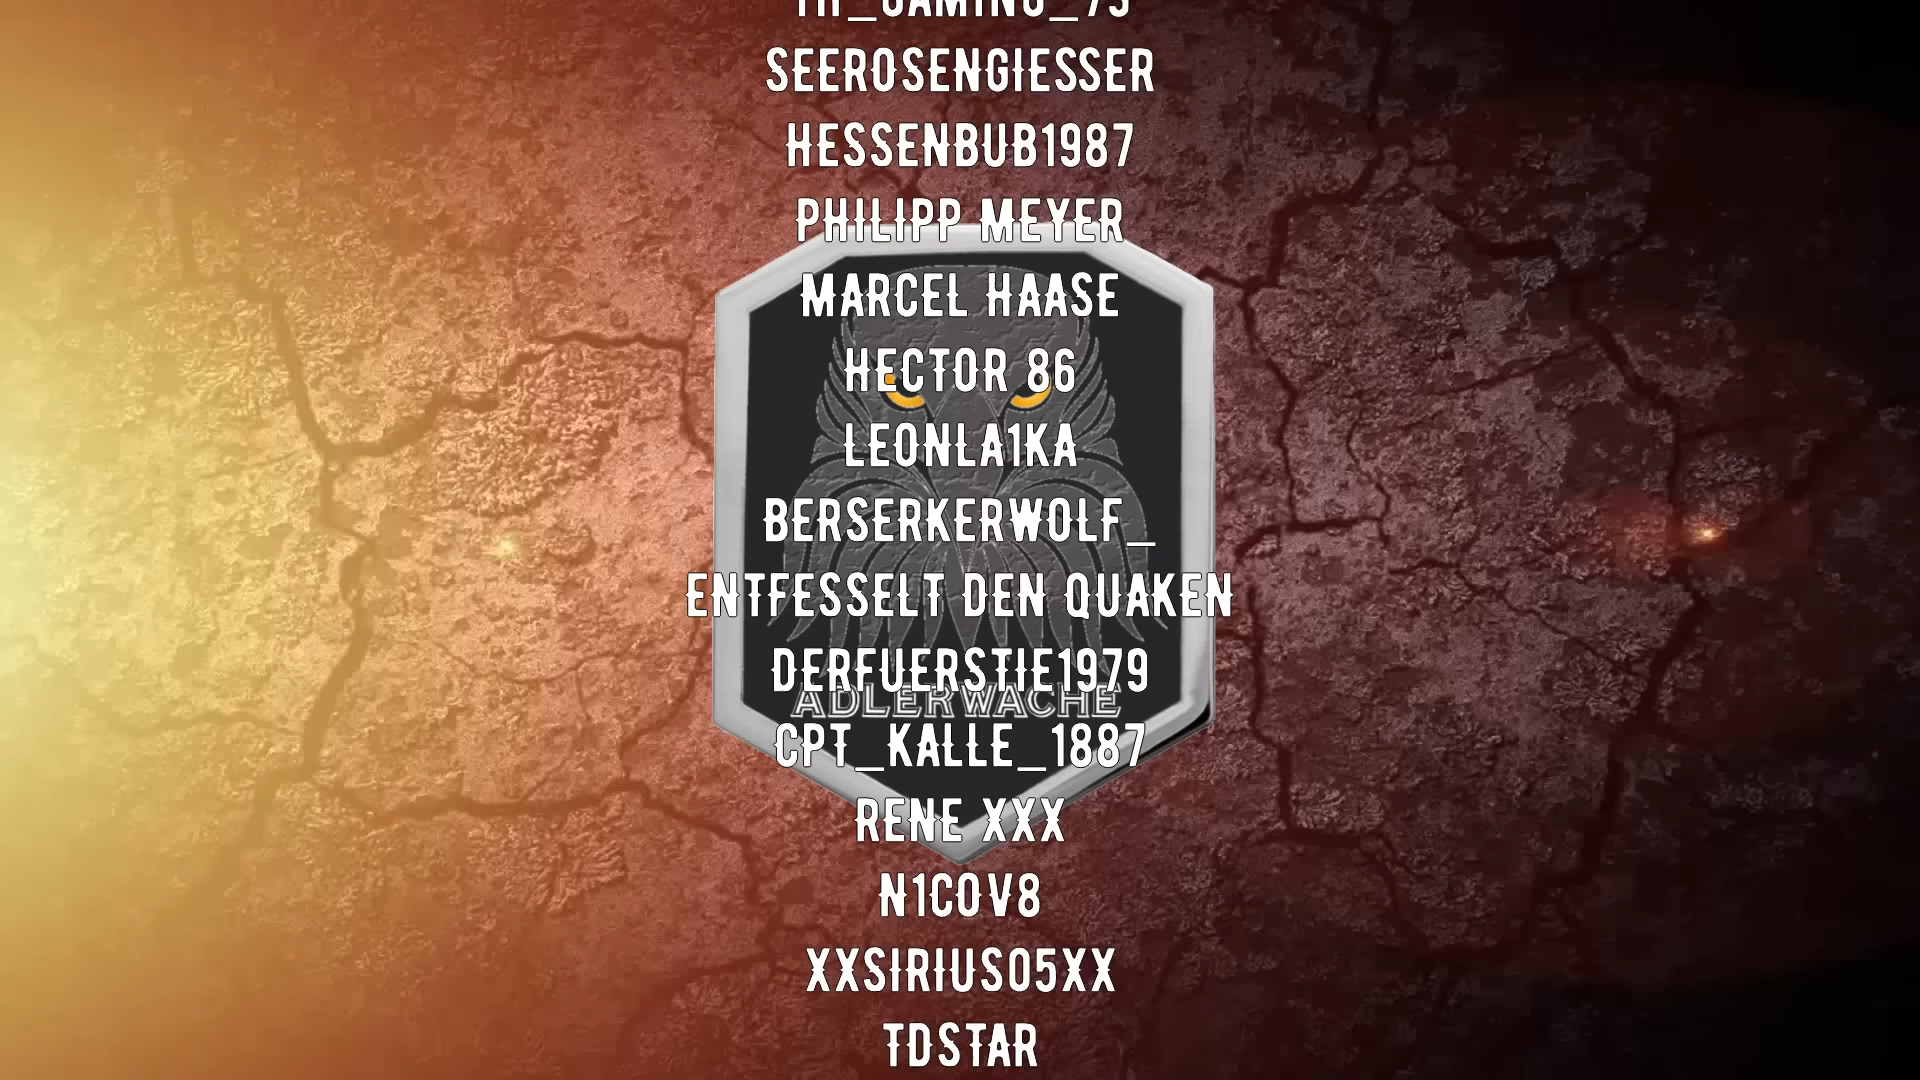 SEEROSENGIESSER
HESSENBUB1987
PHILIPP MEYER
MARCEL HAASE
HECTOR 86
LEONLA1KA
BERSERKERWOLF_
ENTFESSELT DEN QUAKEN
DERFUERSTIE1979
ADLERWACHE
CPT_KALLE_1887
RENE XXX
N1COV8
XXSIRIUS05XX
TDSTAR